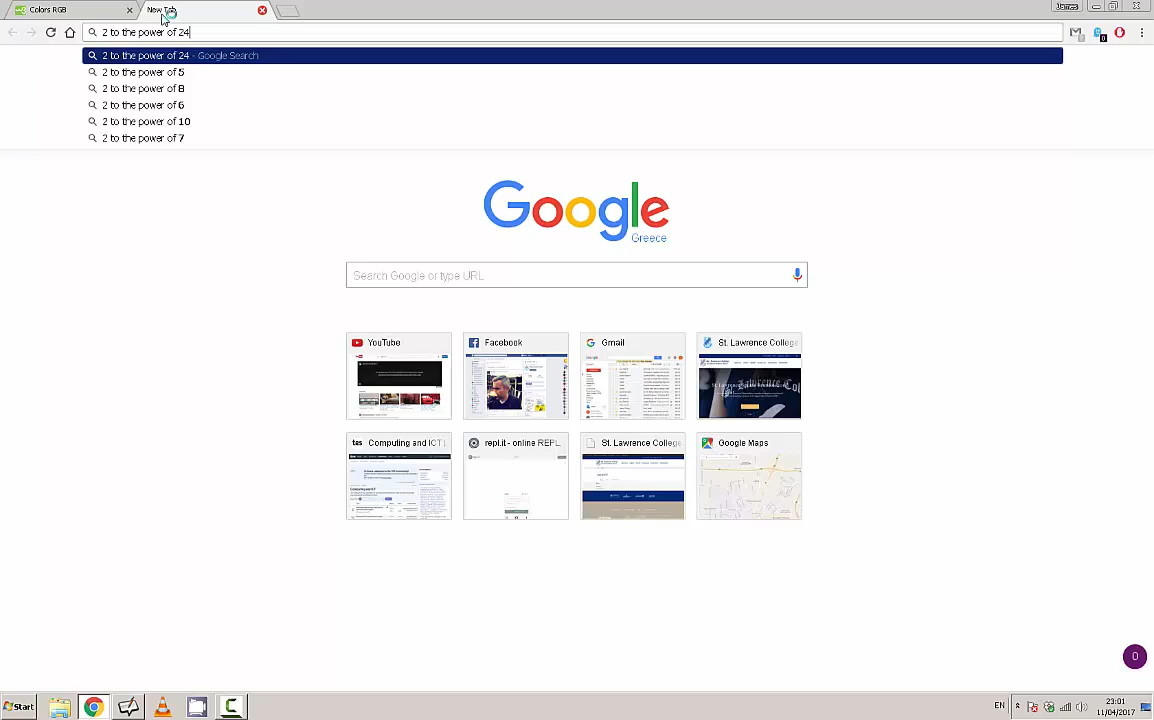 Colors RGB
New Tab
James
2 to the power of 24
2 to the power of 24 - Google Search
2 to the power of 5
2 to the power of 8
2 to the power of 6
2 to the power of 10
2 to the power of 7
Google
Greece
Search Google or type URL
YouTube
Facebook
Gmail
St. Lawrence College
tes Computing and ICT |
repl.it - online REPL,
St. Lawrence College
Google Maps
0
Start
EN
23:01
11/04/2017